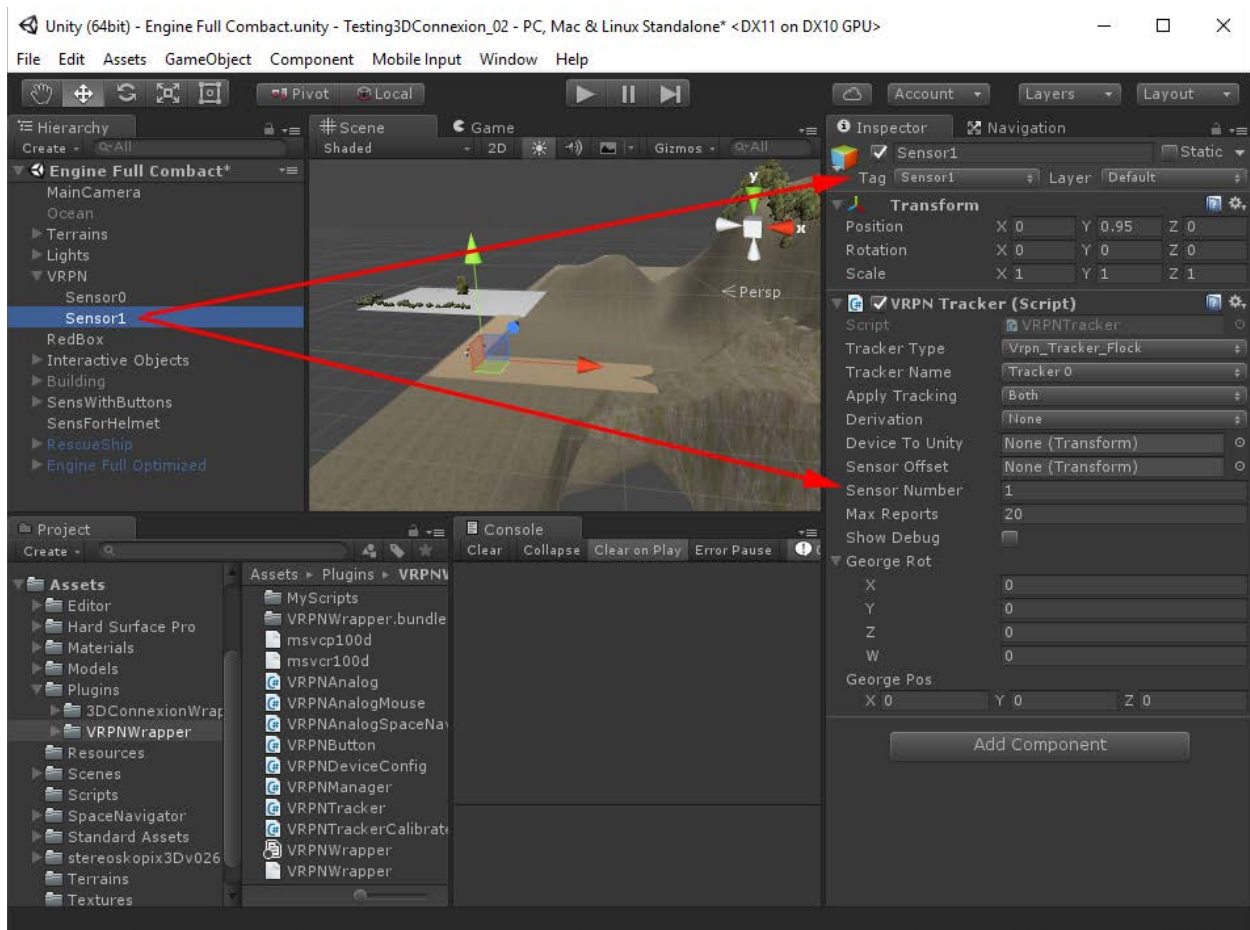 Unity (64bit) - Engine Full Combact.unity - Testing3DConnexion_02 - PC, Mac & Linux Standalone* <DX11 on DX10 GPU>
File Edit Assets GameObject Component Mobile Input Window Help
Pivot Local Account Layers Layout
Hierarchy
Create All
Engine Full Combact*
MainCamera
Ocean
Terrains
Lights
VRPN
Sensor0
Sensor1
RedBox
Interactive Objects
Building
SensWithButtons
SensForHelmet
RescueShip
Engine Full Optimized
Scene Game
Shaded 2D Gizmos All
y
x
Persp
Inspector Navigation
Sensor1 Static
Tag Sensor1 Layer Default
Transform
Position X 0 Y 0.95 Z 0
Rotation X 0 Y 0 Z 0
Scale X 1 Y 1 Z 1
VRPN Tracker (Script)
Script VRPNTracker
Tracker Type Vrpn_Tracker_Flock
Tracker Name Tracker 0
Apply Tracking Both
Derivation None
Device To Unity None (Transform)
Sensor Offset None (Transform)
Sensor Number 1
Max Reports 20
Show Debug
George Rot
X 0
Y 0
Z 0
W 0
George Pos
X 0 Y 0 Z 0
Add Component
Project
Create
Assets
Editor
Hard Surface Pro
Materials
Models
Plugins
3DConnexionWrap
VRPNWrapper
Resources
Scenes
Scripts
SpaceNavigator
Standard Assets
stereoskopix3Dv026
Terrains
Textures
Assets Plugins VRPNW
MyScripts
VRPNWrapper.bundle
msvcp100d
msvcr100d
VRPNAnalog
VRPNAnalogMouse
VRPNAnalogSpaceNav
VRPNButton
VRPNDeviceConfig
VRPNManager
VRPNTracker
VRPNTrackerCalibrate
VRPNWrapper
VRPNWrapper
Console
Clear Collapse Clear on Play Error Pause